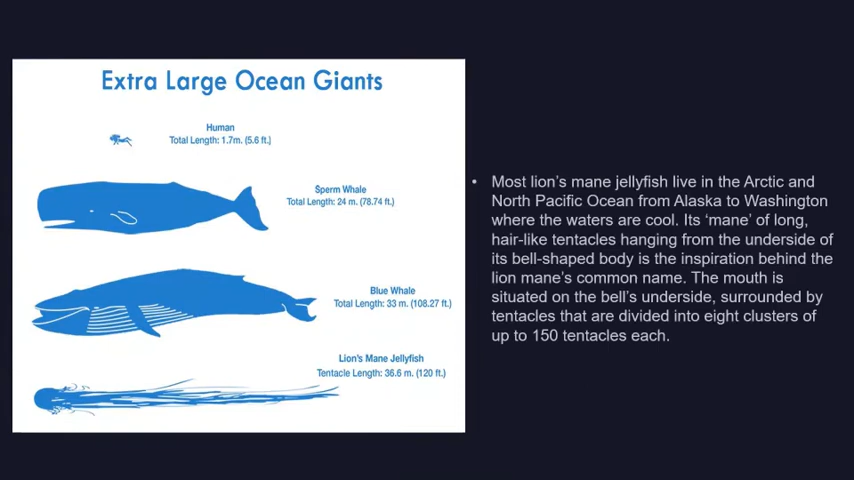 Extra Large Ocean Giants
Human
Total Length: 1.7m. (5.6 ft.)
Sperm Whale
Total Length: 24 m. (78.74 ft.)
Blue Whale
Total Length: 33 m. (108.27 ft.)
Lion's Mane Jellyfish
Tentacle Length: 36.6 m. (120 ft.)
• Most lion's mane jellyfish live in the Arctic and
North Pacific Ocean from Alaska to Washington
where the waters are cool. Its ‘mane’ of long,
hair-like tentacles hanging from the underside of
its bell-shaped body is the inspiration behind the
lion mane's common name. The mouth is
situated on the bell's underside, surrounded by
tentacles that are divided into eight clusters of
up to 150 tentacles each.